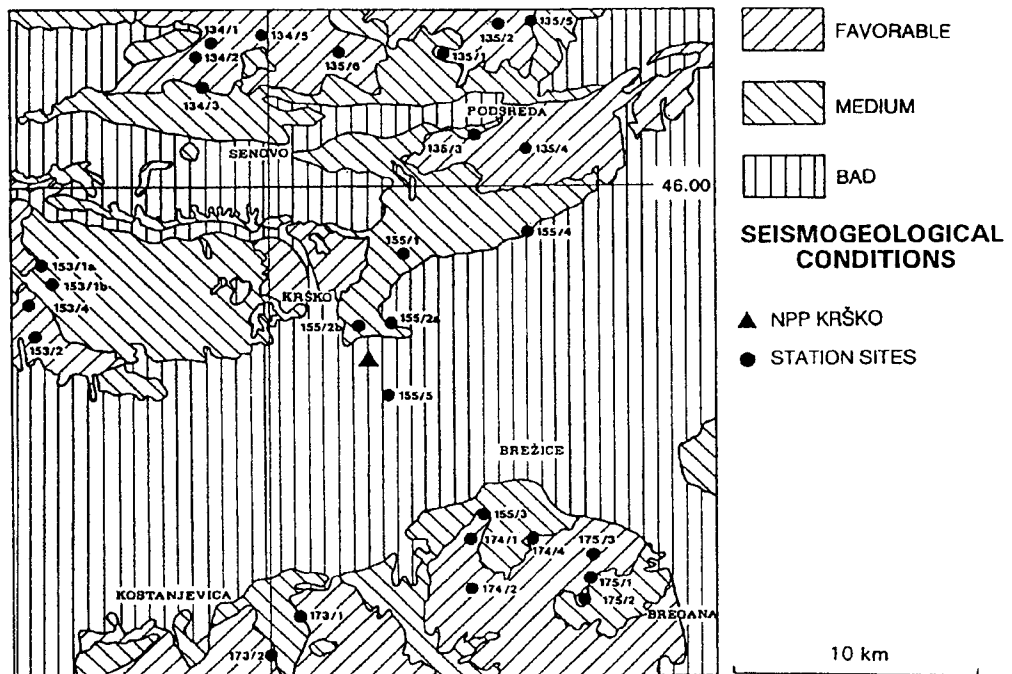 134/1
134/5
135/2
135/5
134/2
135/6
135/1
134/3
PODSREDA
135/3
135/4
SENOVO
46.00
155/1
155/4
153/1a
153/1b
153/4
KRŠKO
155/2b
155/2a
153/2
155/5
BREŽICE
155/3
174/1
174/4
175/3
174/2
175/1
175/2
KOSTANJEVICA
173/1
BREGANA
173/2
FAVORABLE
MEDIUM
BAD
SEISMOGEOLOGICAL
CONDITIONS
NPP KRŠKO
STATION SITES
10 km